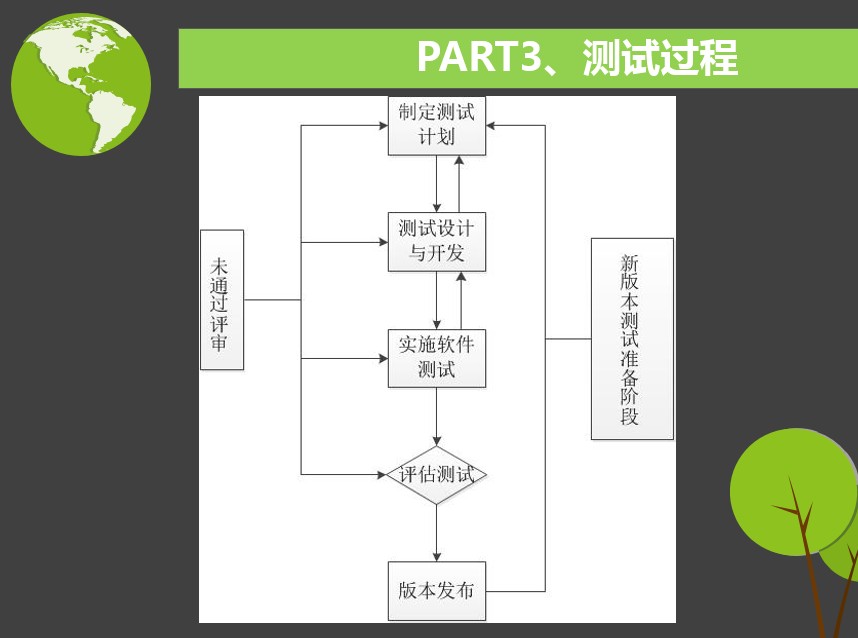 PART3、测试过程
制定测试
计划
测试设计
与开发
未通过评审
新版本测试准备阶段
实施软件
测试
评估测试
版本发布